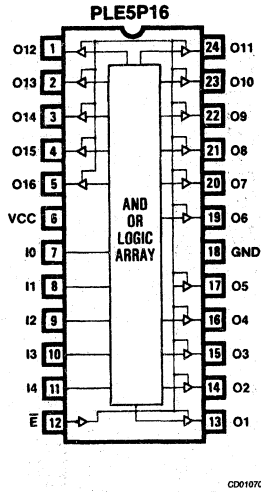 PLE5P16
O12 1 24 O11
O13 2 23 O10
O14 3 22 O9
O15 4 21 O8
O16 5 20 O7
VCC 6 19 O6
I0 7 18 GND
I1 8 17 O5
I2 9 16 O4
I3 10 15 O3
I4 11 14 O2
E 12 13 O1
AND
OR
LOGIC
ARRAY
CD01070